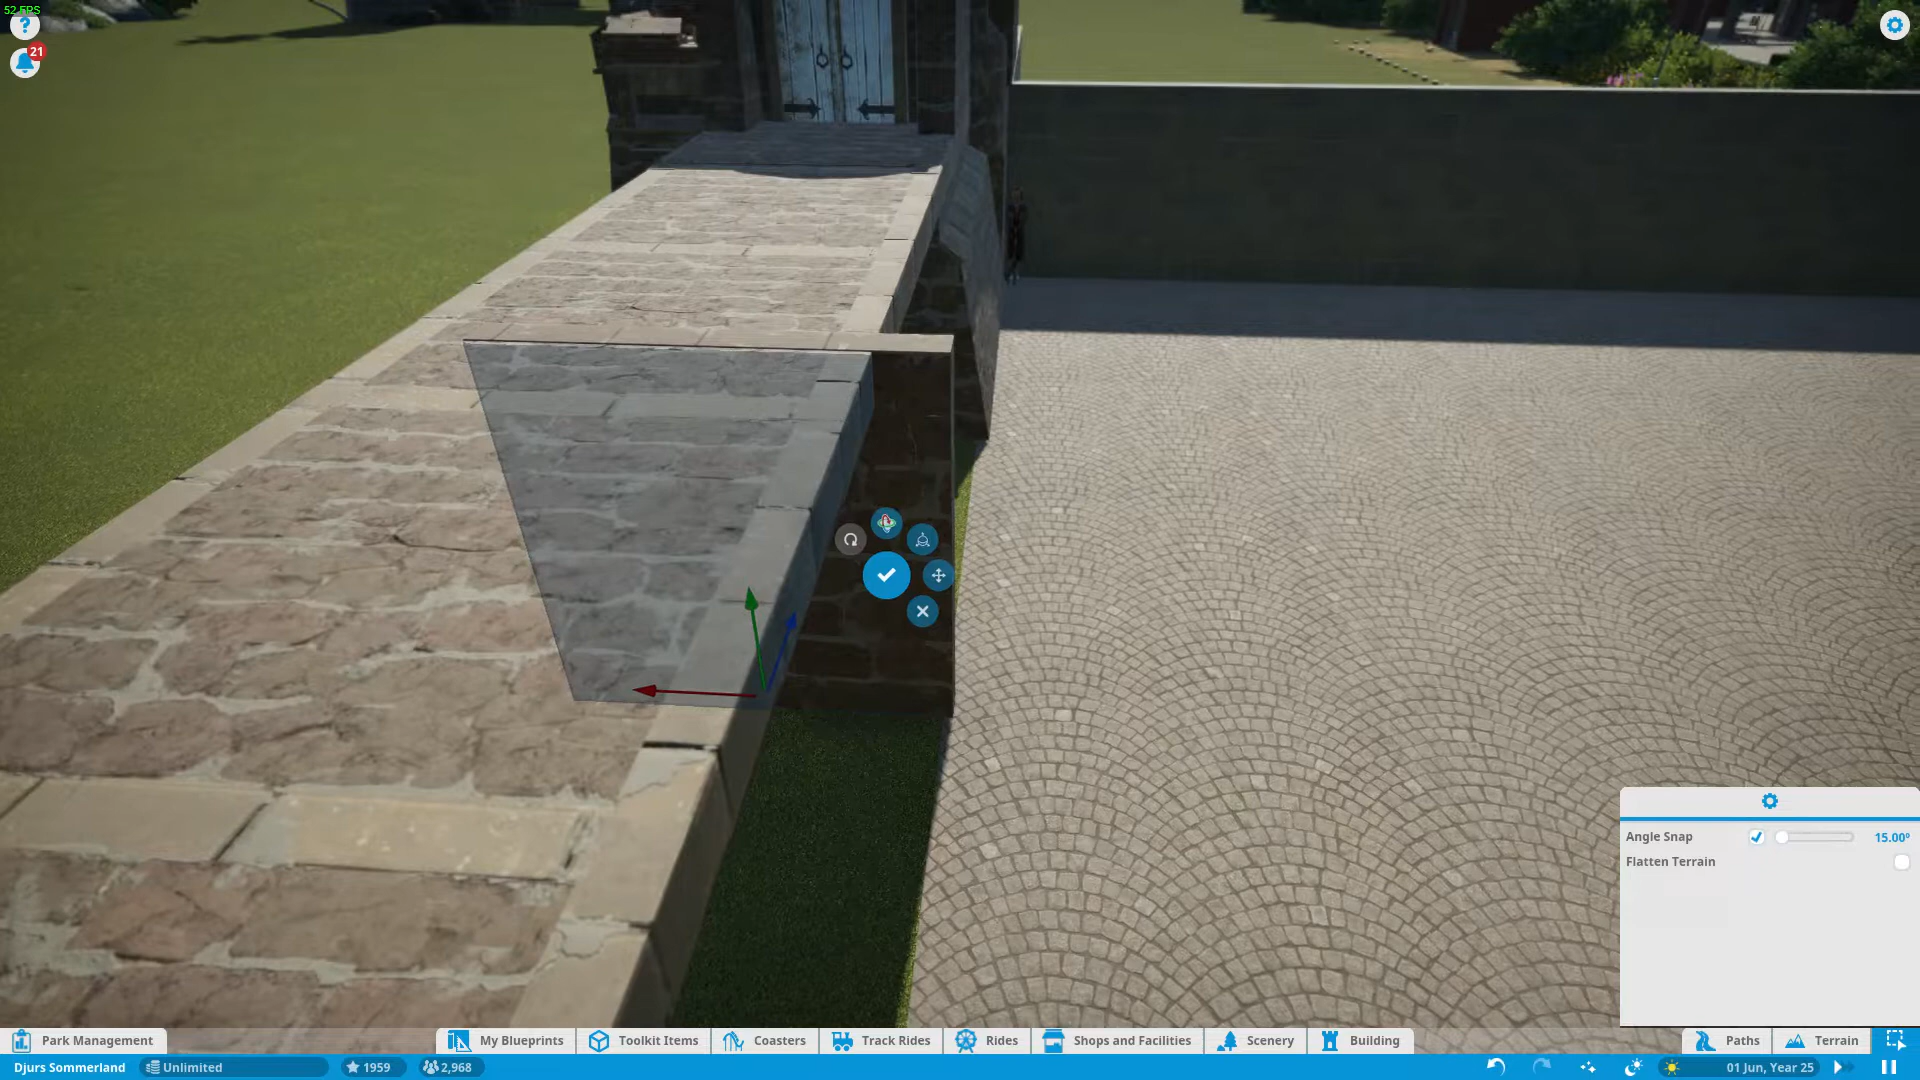 52 FPS
?
21
Angle Snap 15.00°
Flatten Terrain
Park Management My Blueprints Toolkit Items Coasters Track Rides Rides Shops and Facilities Scenery Building Paths Terrain
Djurs Sommerland Unlimited 1959 2,968 01 Jun, Year 25